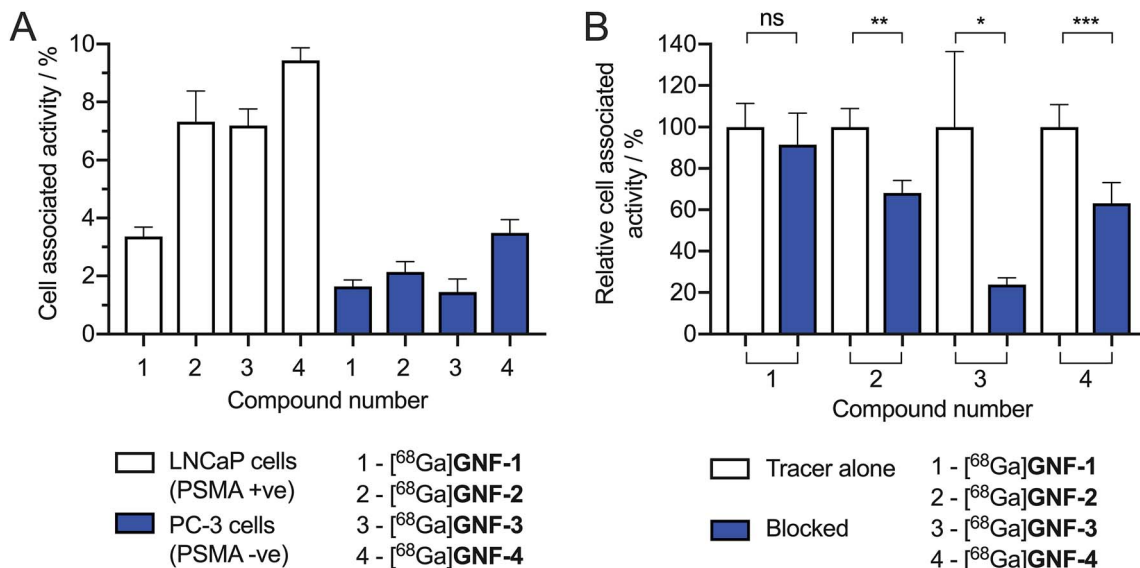 A
Cell associated activity / %
10
8
6
4
2
0
1 2 3 4 1 2 3 4
Compound number
LNCaP cells
(PSMA +ve)
PC-3 cells
(PSMA -ve)
1 - [⁶⁸Ga]GNF-1
2 - [⁶⁸Ga]GNF-2
3 - [⁶⁸Ga]GNF-3
4 - [⁶⁸Ga]GNF-4
B
ns ** * ***
Relative cell associated
activity / %
140
120
100
80
60
40
20
0
1 2 3 4
Compound number
Tracer alone
Blocked
1 - [⁶⁸Ga]GNF-1
2 - [⁶⁸Ga]GNF-2
3 - [⁶⁸Ga]GNF-3
4 - [⁶⁸Ga]GNF-4